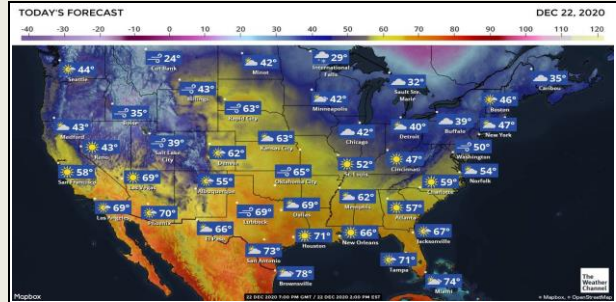 TODAY'S FORECAST DEC 22, 2020
-40 -30 -20 -10 0 10 20 30 40 50 60 70 80 90 100 110 120
24°
Cut Bank
42°
Minot
29°
International Falls
32°
Sault Ste. Marie
35°
Caribou
44°
Seattle
43°
Billings
42°
Minneapolis
46°
Boston
35°
63°
Rapid City
39°
Buffalo
47°
New York
43°
Medford
43°
Reno
39°
Salt Lake City
63°
Kansas City
42°
Chicago
40°
Detroit
50°
Washington
62°
Denver
52°
St. Louis
47°
Cincinnati
54°
Norfolk
58°
San Francisco
69°
Las Vegas
55°
Albuquerque
65°
Oklahoma City
59°
Charlotte
69°
Los Angeles
70°
Phoenix
69°
Lubbock
69°
Dallas
62°
Memphis
57°
Atlanta
66°
El Paso
71°
Houston
66°
New Orleans
67°
Jacksonville
73°
San Antonio
71°
Tampa
78°
Brownsville
74°
Miami
The
Weather
Channel
Mapbox
22 DEC 2020 7:00 PM GMT / 22 DEC 2020 2:00 PM EST
• Mapbox, • OpenStreetMap